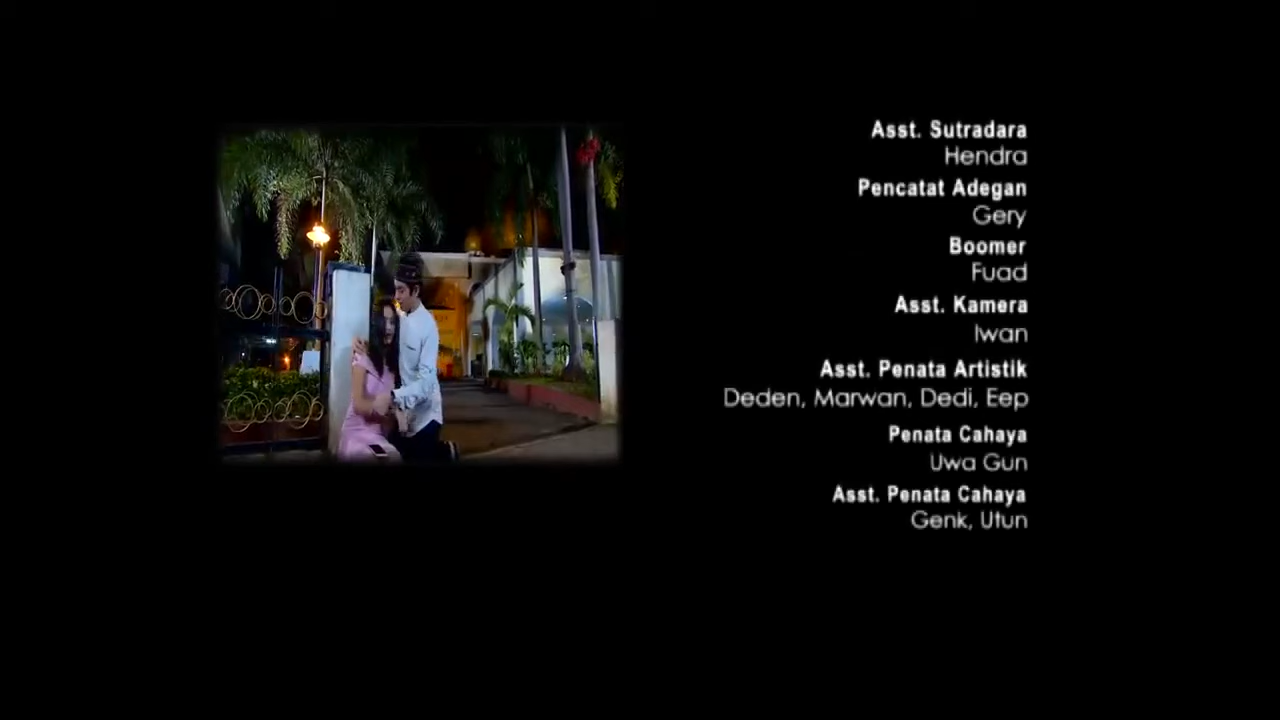 Asst. Sutradara
Hendra
Pencatat Adegan
Gery
Boomer
Fuad
Asst. Kamera
Iwan
Asst. Penata Artistik
Deden, Marwan, Dedi, Eep
Penata Cahaya
Uwa Gun
Asst. Penata Cahaya
Genk, Utun